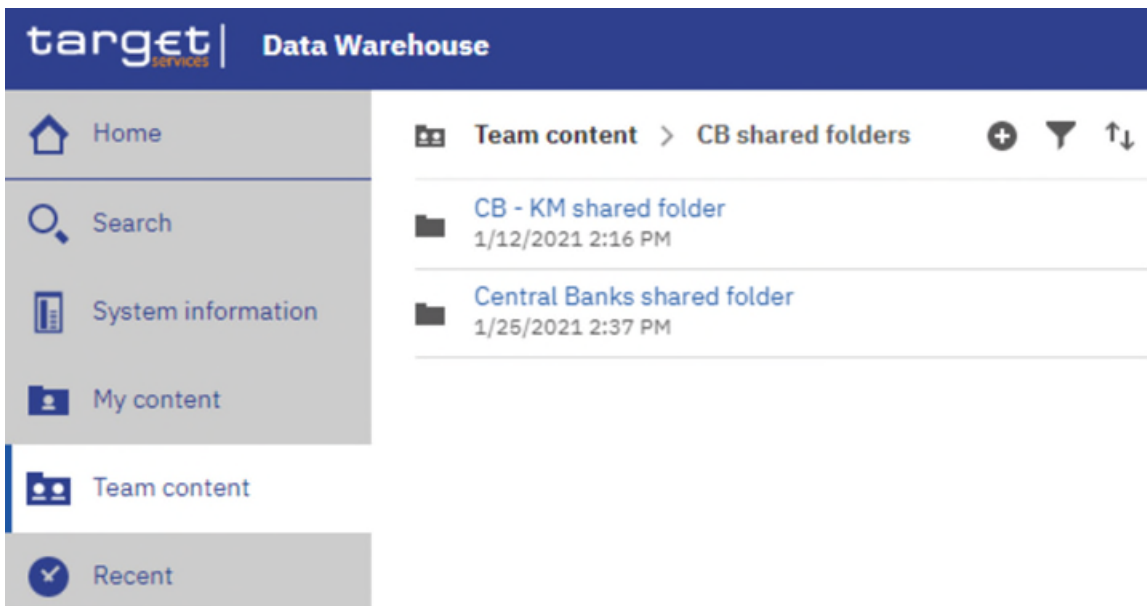 target services | Data Warehouse
Home
Search
System information
My content
Team content
Recent
Team content > CB shared folders
CB - KM shared folder
1/12/2021 2:16 PM
Central Banks shared folder
1/25/2021 2:37 PM